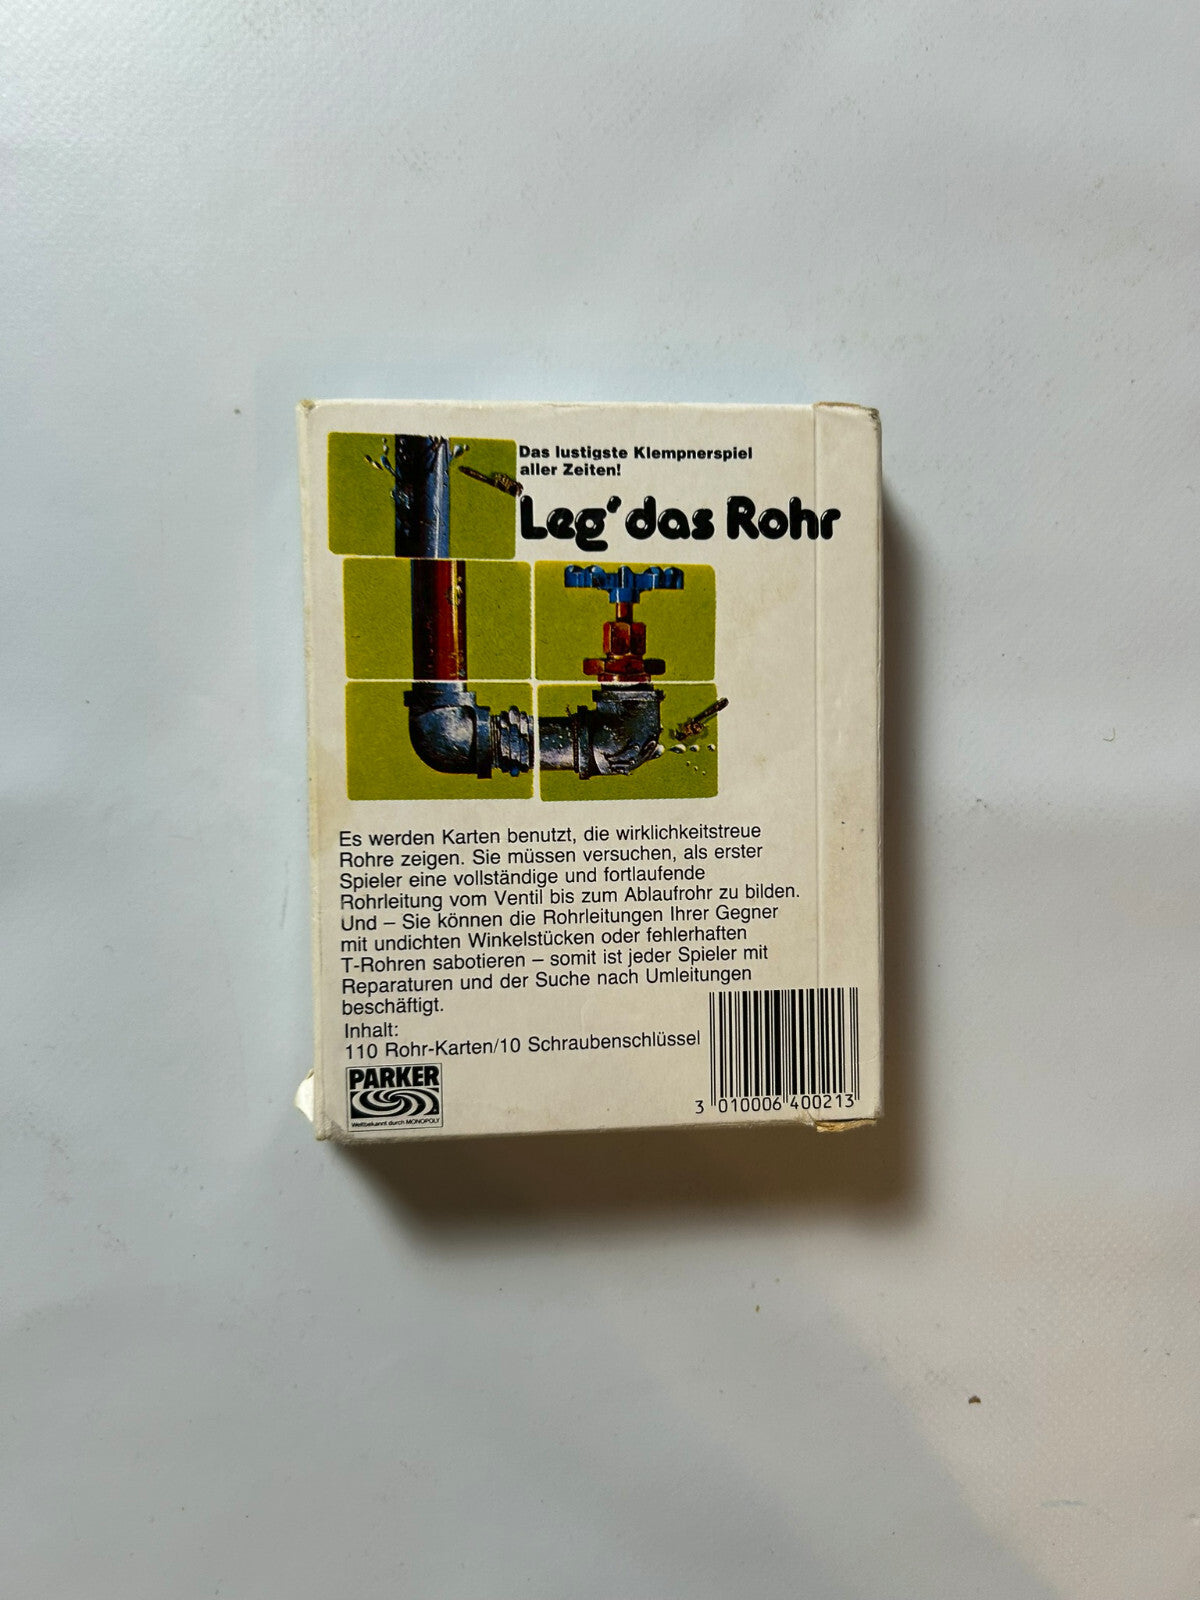 Das lustigste Klempnerspiel
aller Zeiten!
Leg' das Rohr
Es werden Karten benutzt, die wirklichkeitstreue
Rohre zeigen. Sie müssen versuchen, als erster
Spieler eine vollständige und fortlaufende
Rohrleitung vom Ventil bis zum Ablaufrohr zu bilden.
Und – Sie können die Rohrleitungen Ihrer Gegner
mit undichten Winkelstücken oder fehlerhaften
T-Rohren sabotieren – somit ist jeder Spieler mit
Reparaturen und der Suche nach Umleitungen
beschäftigt.
Inhalt:
110 Rohr-Karten/10 Schraubenschlüssel
PARKER
Weltbekannt durch MONOPOLY
3 010006 400213